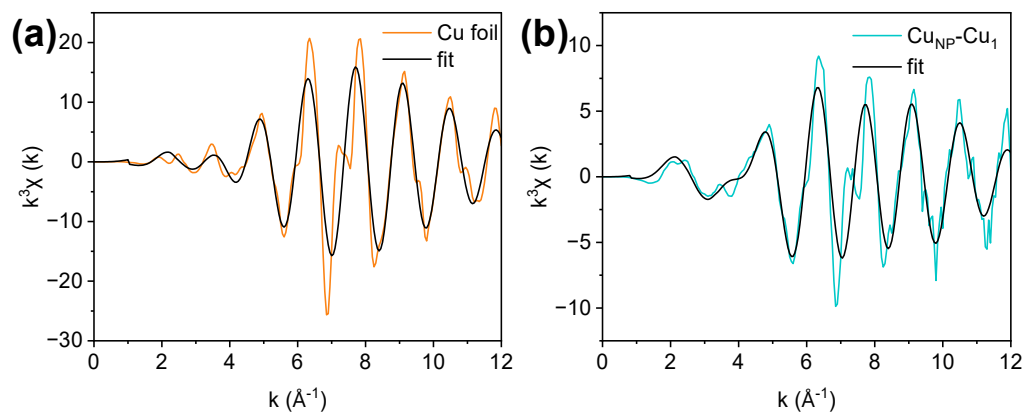 (a)
Cu foil
fit
k³χ (k)
20
10
0
−10
−20
−30
0 2 4 6 8 10 12
k (Å⁻¹)
(b)
Cu_NP-Cu₁
fit
k³χ (k)
10
5
0
−5
−10
0 2 4 6 8 10 12
k (Å⁻¹)